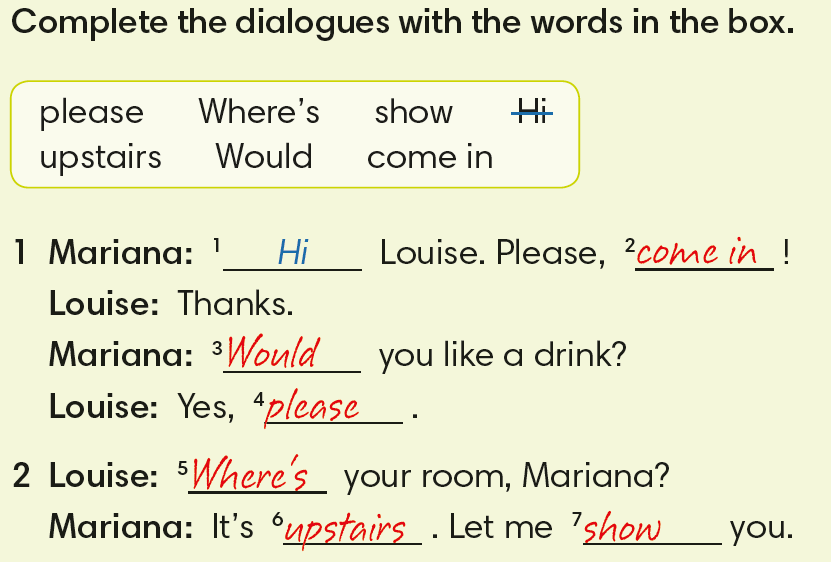 Complete the dialogues with the words in the box.
please Where's show Hi
upstairs Would come in
1 Mariana: 1 Hi Louise. Please, 2 come in !
Louise: Thanks.
Mariana: 3 Would you like a drink?
Louise: Yes, 4 please .
2 Louise: 5 Where's your room, Mariana?
Mariana: It's 6 upstairs . Let me 7 show you.